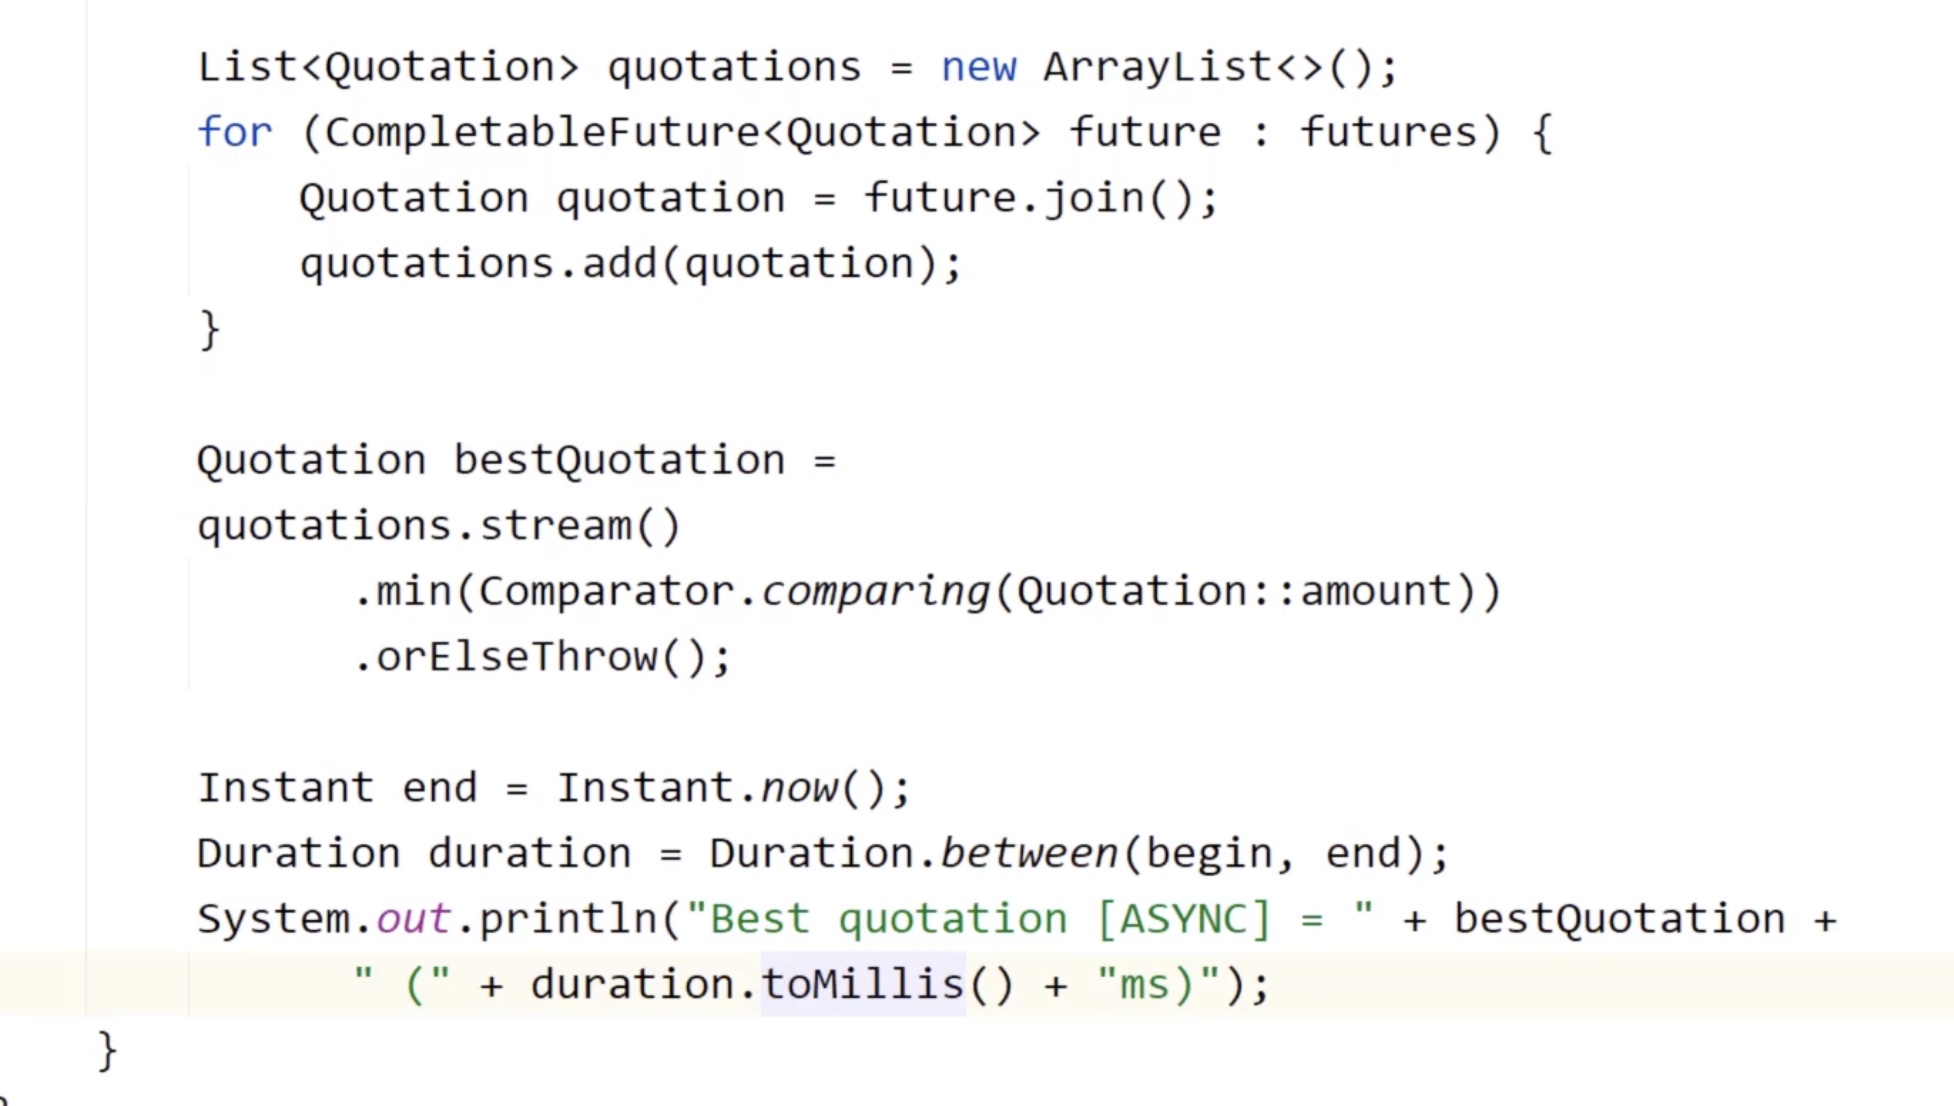 List<Quotation> quotations = new ArrayList<>();
for (CompletableFuture<Quotation> future : futures) {
    Quotation quotation = future.join();
    quotations.add(quotation);
}

Quotation bestQuotation =
quotations.stream()
      .min(Comparator.comparing(Quotation::amount))
      .orElseThrow();

Instant end = Instant.now();
Duration duration = Duration.between(begin, end);
System.out.println("Best quotation [ASYNC] = " + bestQuotation +
      " (" + duration.toMillis() + "ms)");
}